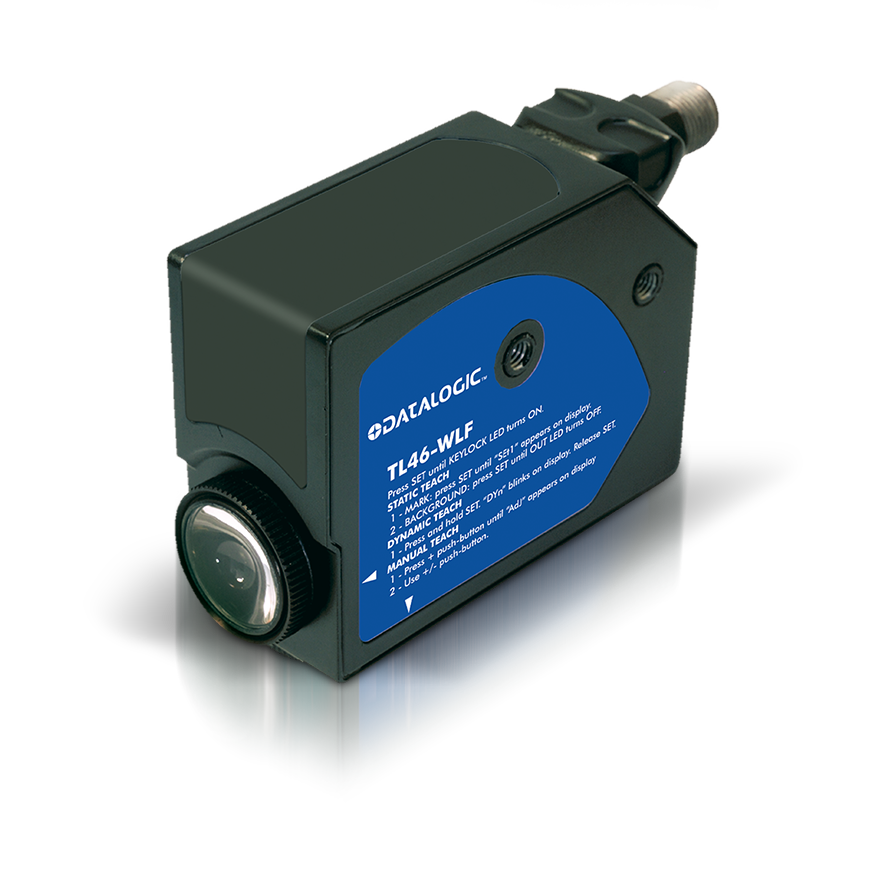 DATALOGIC™
TL46-WLF
Press SET until KEYLOCK LED turns ON.
STATIC TEACH
1 - MARK: press SET until "SEt1" appears on display.
2 - BACKGROUND: press SET until OUT LED turns OFF.
DYNAMIC TEACH
1 - Press and hold SET. "DYn" blinks on display. Release SET.
MANUAL TEACH
1 - Press + push-button until "AdJ" appears on display
2 - Use +/- push-button.